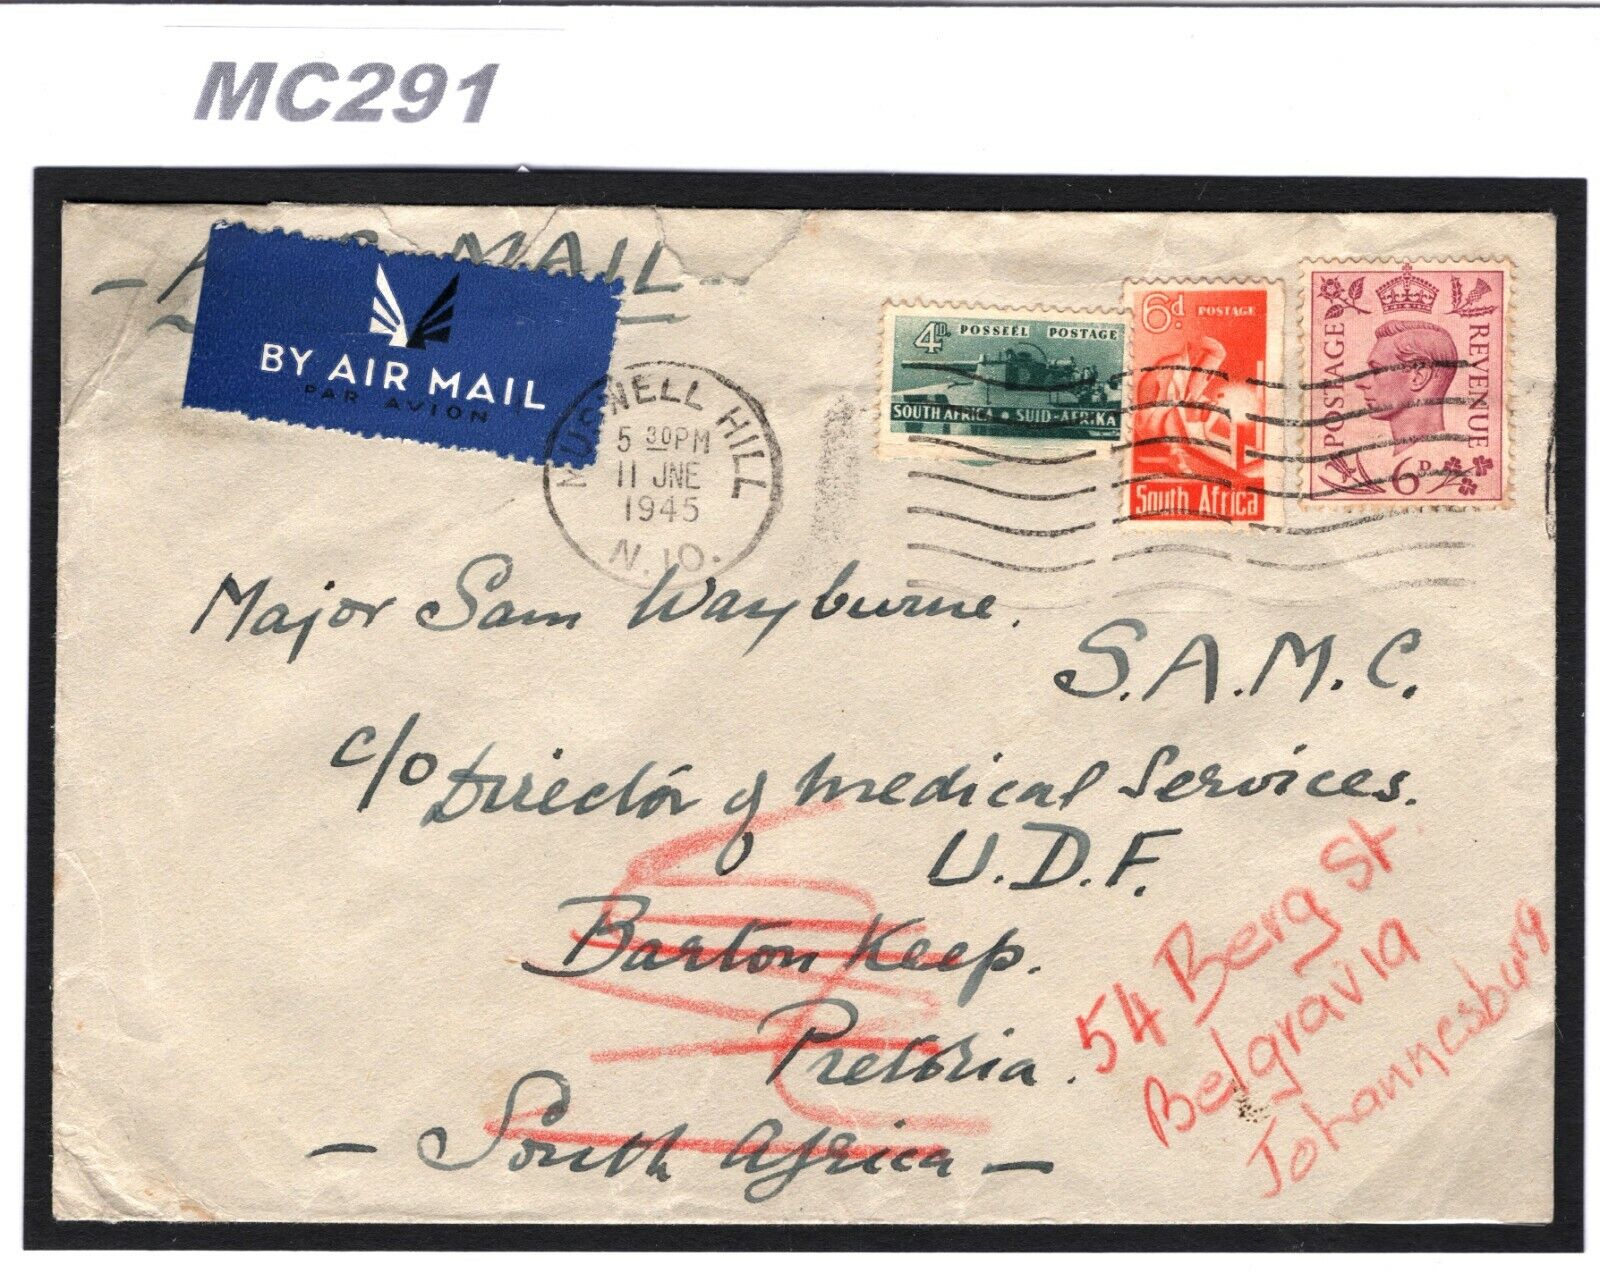 MC291
- A MAIL -
BY AIR MAIL
PAR AVION
MUSWELL HILL
5 30PM
11 JNE
1945
N.10.
4D. POSSEËL POSTAGE
SOUTH AFRICA • SUID-AFRIKA
6d. POSTAGE
South Africa
POSTAGE REVENUE
6D
Major Sam Wayburne.
S.A.M.C.
c/o Director of Medical Services.
U.D.F.
Barton Keep.
Pretoria.
- South Africa -
54 Berg St.
Belgravia
Johannesburg